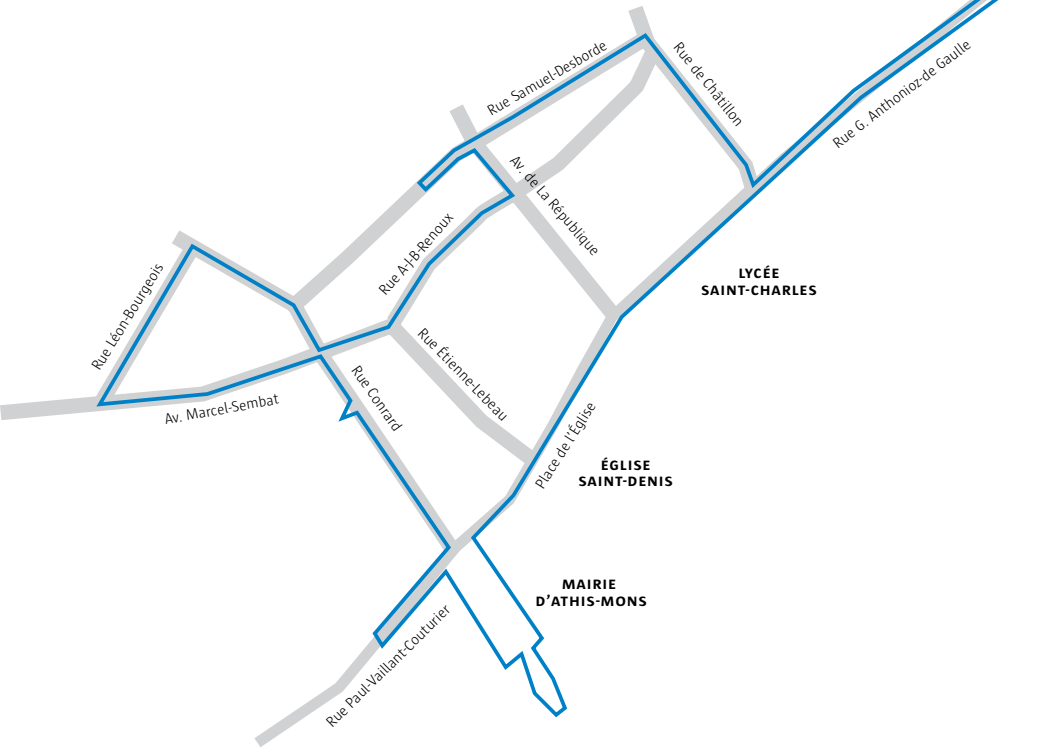 Rue Samuel-Desborde
Rue de Châtillon
Rue G. Anthonioz-de Gaulle
Av. de La République
Rue A-J-B-Renoux
Rue Léon-Bourgeois
LYCÉE
SAINT-CHARLES
Rue Étienne-Lebeau
Av. Marcel-Sembat
Rue Conrard
Place de l'Église
ÉGLISE
SAINT-DENIS
MAIRIE
D'ATHIS-MONS
Rue Paul-Vaillant-Couturier